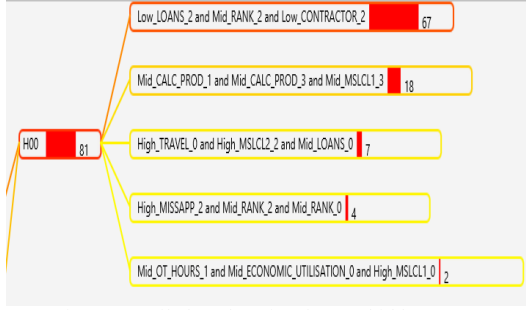 Low_LOANS_2 and Mid_RANK_2 and Low_CONTRACTOR_2 67
Mid_CALC_PROD_1 and Mid_CALC_PROD_3 and Mid_MSLCL1_3 18
H00 81
High_TRAVEL_0 and High_MSLCL2_2 and Mid_LOANS_0 7
High_MISSAPP_2 and Mid_RANK_2 and Mid_RANK_0 4
Mid_OT_HOURS_1 and Mid_ECONOMIC_UTILISATION_0 and High_MSLCL1_0 2